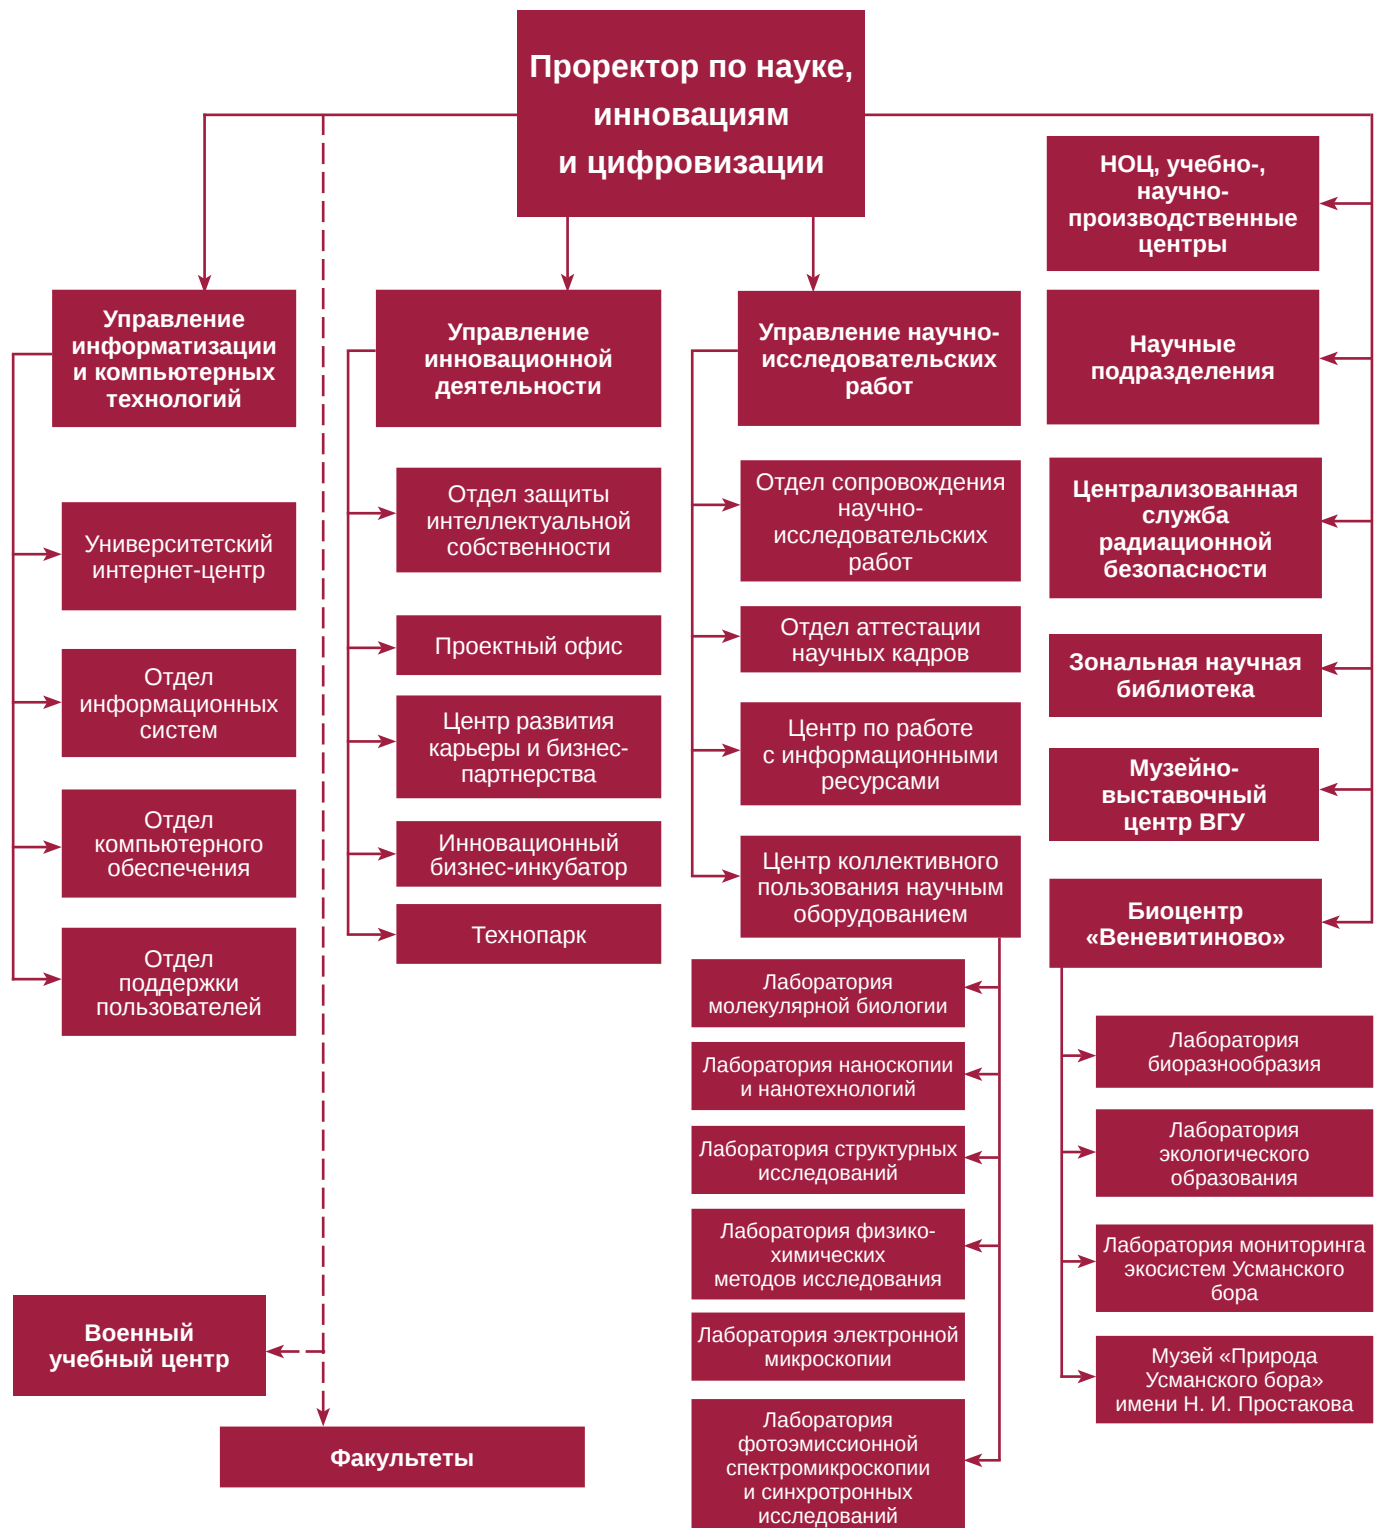 Проректор по науке,
инновациям
и цифровизации
Управление
информатизации
и компьютерных
технологий
Университетский
интернет-центр
Отдел
информационных
систем
Отдел
компьютерного
обеспечения
Отдел
поддержки
пользователей
Военный
учебный центр
Факультеты
Управление
инновационной
деятельности
Отдел защиты
интеллектуальной
собственности
Проектный офис
Центр развития
карьеры и бизнес-
партнерства
Инновационный
бизнес-инкубатор
Технопарк
Управление научно-
исследовательских
работ
Отдел сопровождения
научно-
исследовательских
работ
Отдел аттестации
научных кадров
Центр по работе
с информационными
ресурсами
Центр коллективного
пользования научным
оборудованием
Лаборатория
молекулярной биологии
Лаборатория наноскопии
и нанотехнологий
Лаборатория структурных
исследований
Лаборатория физико-
химических
методов исследования
Лаборатория электронной
микроскопии
Лаборатория
фотоэмиссионной
спектромикроскопии
и синхротронных
исследований
НОЦ, учебно-,
научно-
производственные
центры
Научные
подразделения
Централизованная
служба
радиационной
безопасности
Зональная научная
библиотека
Музейно-
выставочный
центр ВГУ
Биоцентр
«Веневитиново»
Лаборатория
биоразнообразия
Лаборатория
экологического
образования
Лаборатория мониторинга
экосистем Усманского
бора
Музей «Природа
Усманского бора»
имени Н. И. Простакова